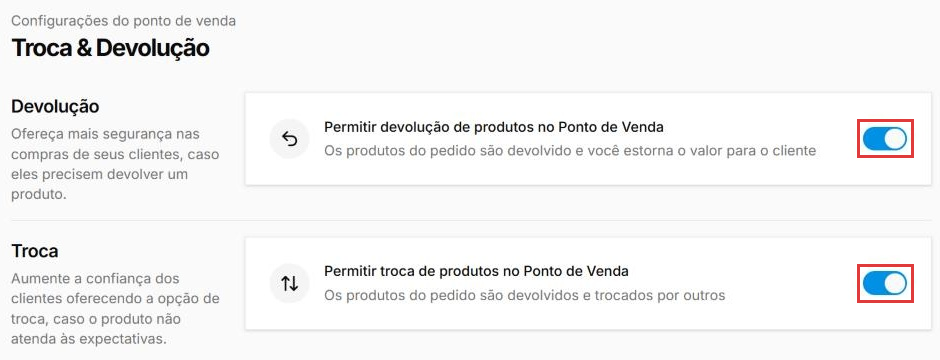 Configurações do ponto de venda
Troca & Devolução
Devolução
Ofereça mais segurança nas
compras de seus clientes, caso
eles precisem devolver um
produto.
Permitir devolução de produtos no Ponto de Venda
Os produtos do pedido são devolvido e você estorna o valor para o cliente
Troca
Aumente a confiança dos
clientes oferecendo a opção de
troca, caso o produto não
atenda às expectativas.
Permitir troca de produtos no Ponto de Venda
Os produtos do pedido são devolvidos e trocados por outros